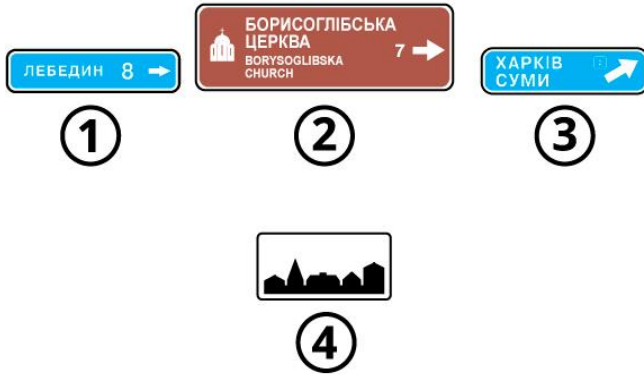 ЛЕБЕДИН 8
БОРИСОГЛІБСЬКА
ЦЕРКВА
BORYSOGLIBSKA
CHURCH
7
ХАРКІВ
СУМИ
1
2
3
4